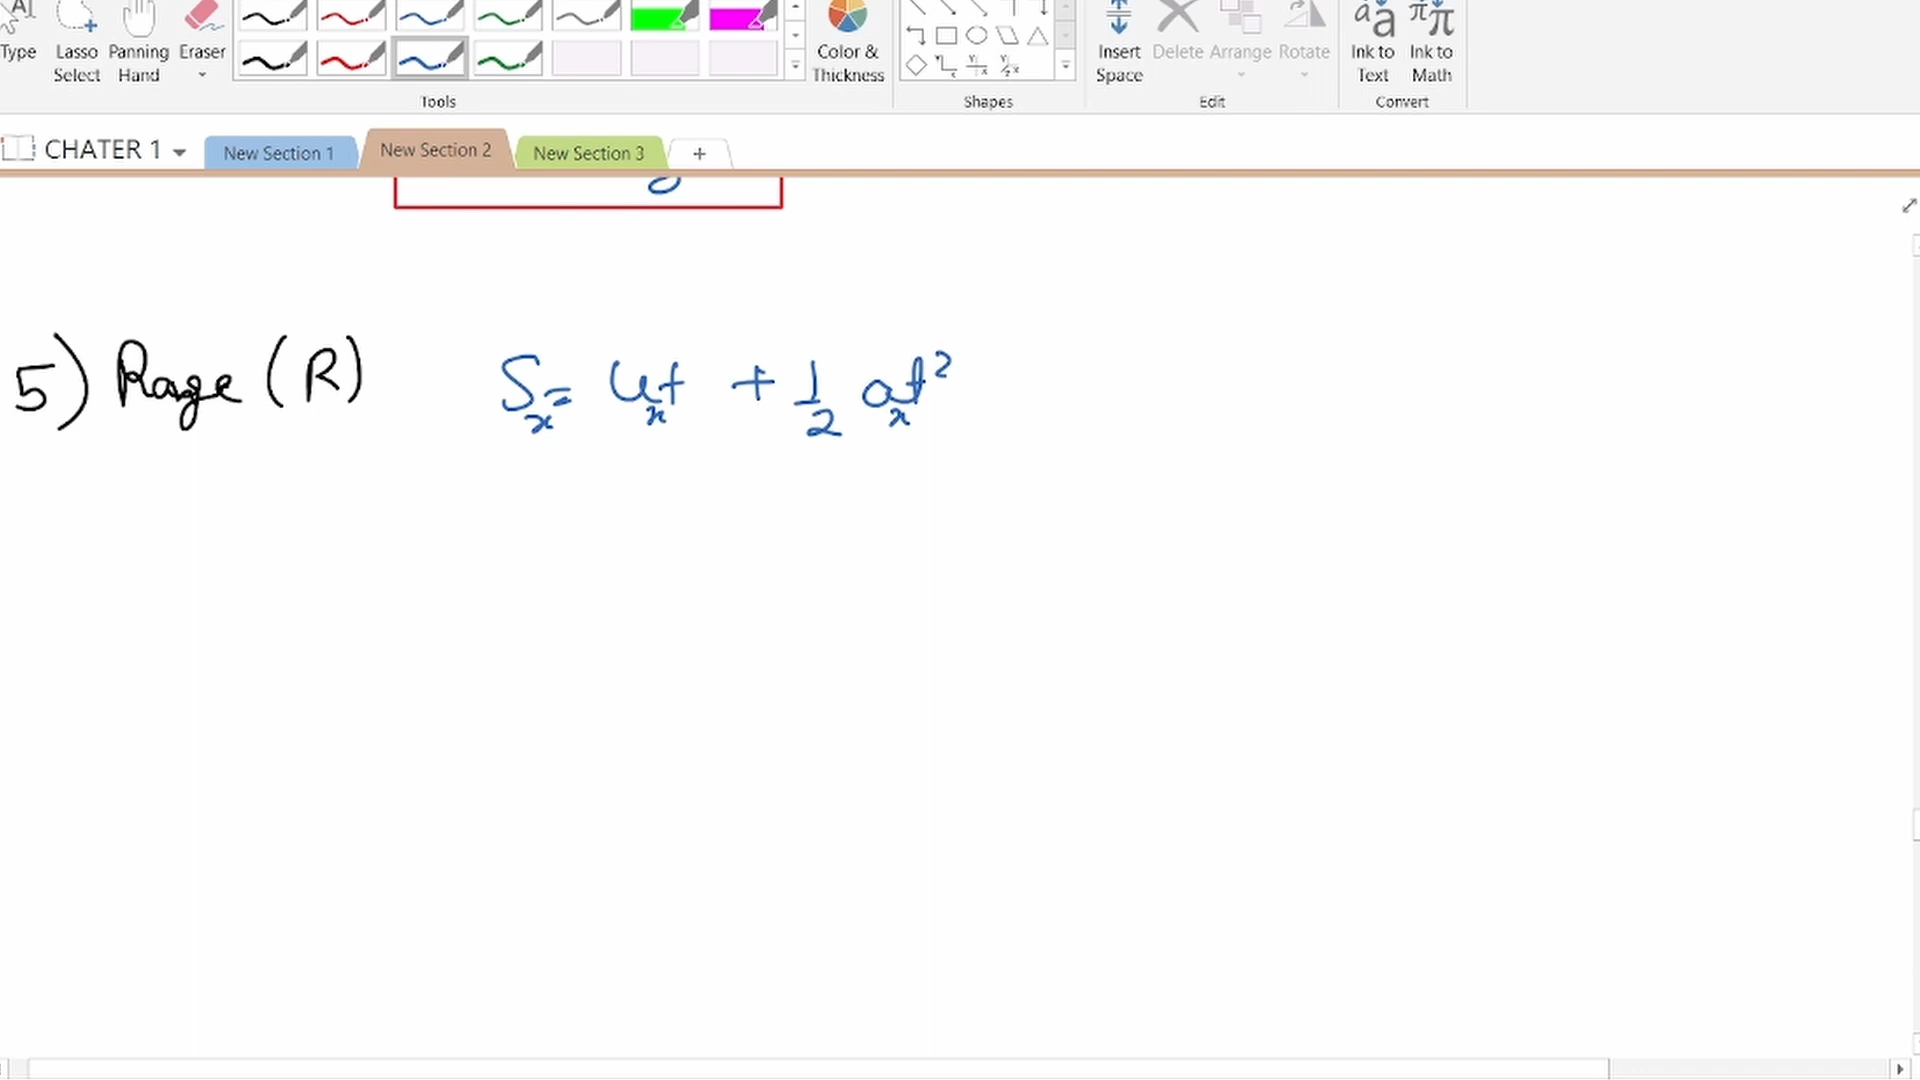 Type
Lasso Select
Panning Hand
Eraser
Color & Thickness
Insert Space
Delete
Arrange
Rotate
Ink to Text
Ink to Math
Tools
Shapes
Edit
Convert
CHATER 1
New Section 1
New Section 2
New Section 3
+
5) Rage (R) Sx = uxt + 1/2 axt²